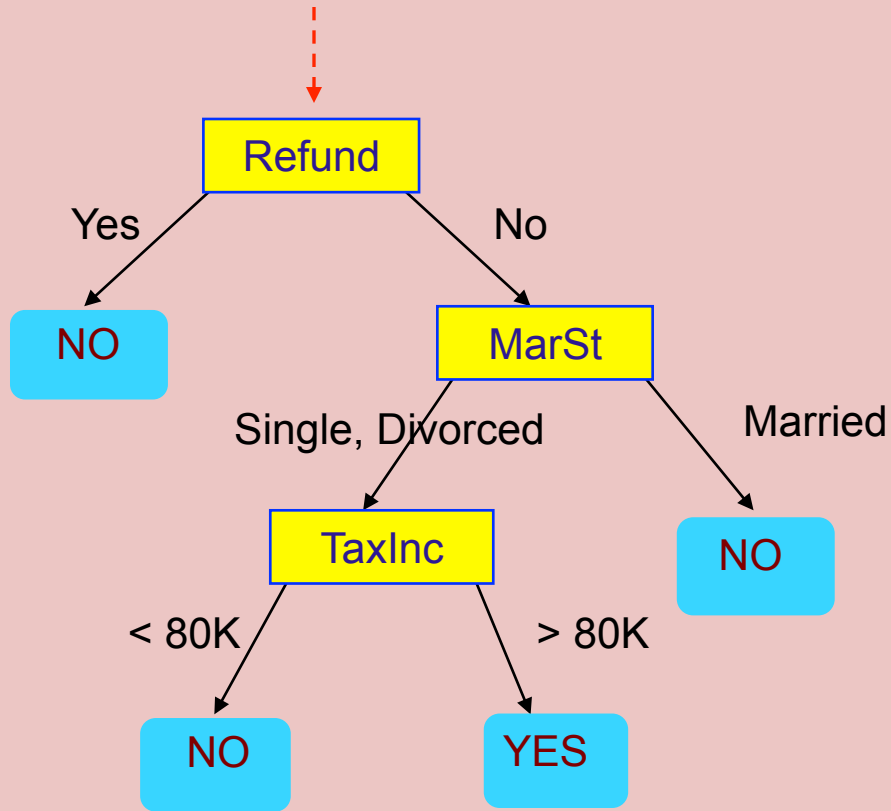 Refund
Yes
No
NO
MarSt
Single, Divorced
Married
TaxInc
NO
< 80K
> 80K
NO
YES